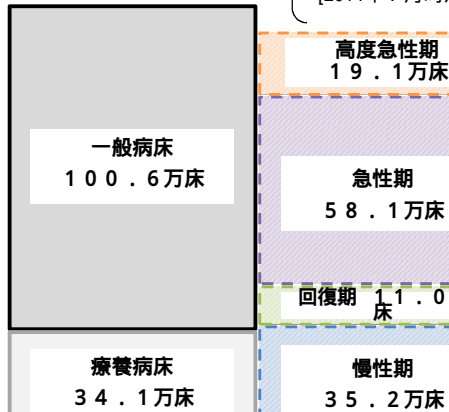 高度急性期
１９．１万床
一般病床
１００．６万床
急性期
５８．１万床
回復期 １１．０
床
療養病床
３４．１万床
慢性期
３５．２万床